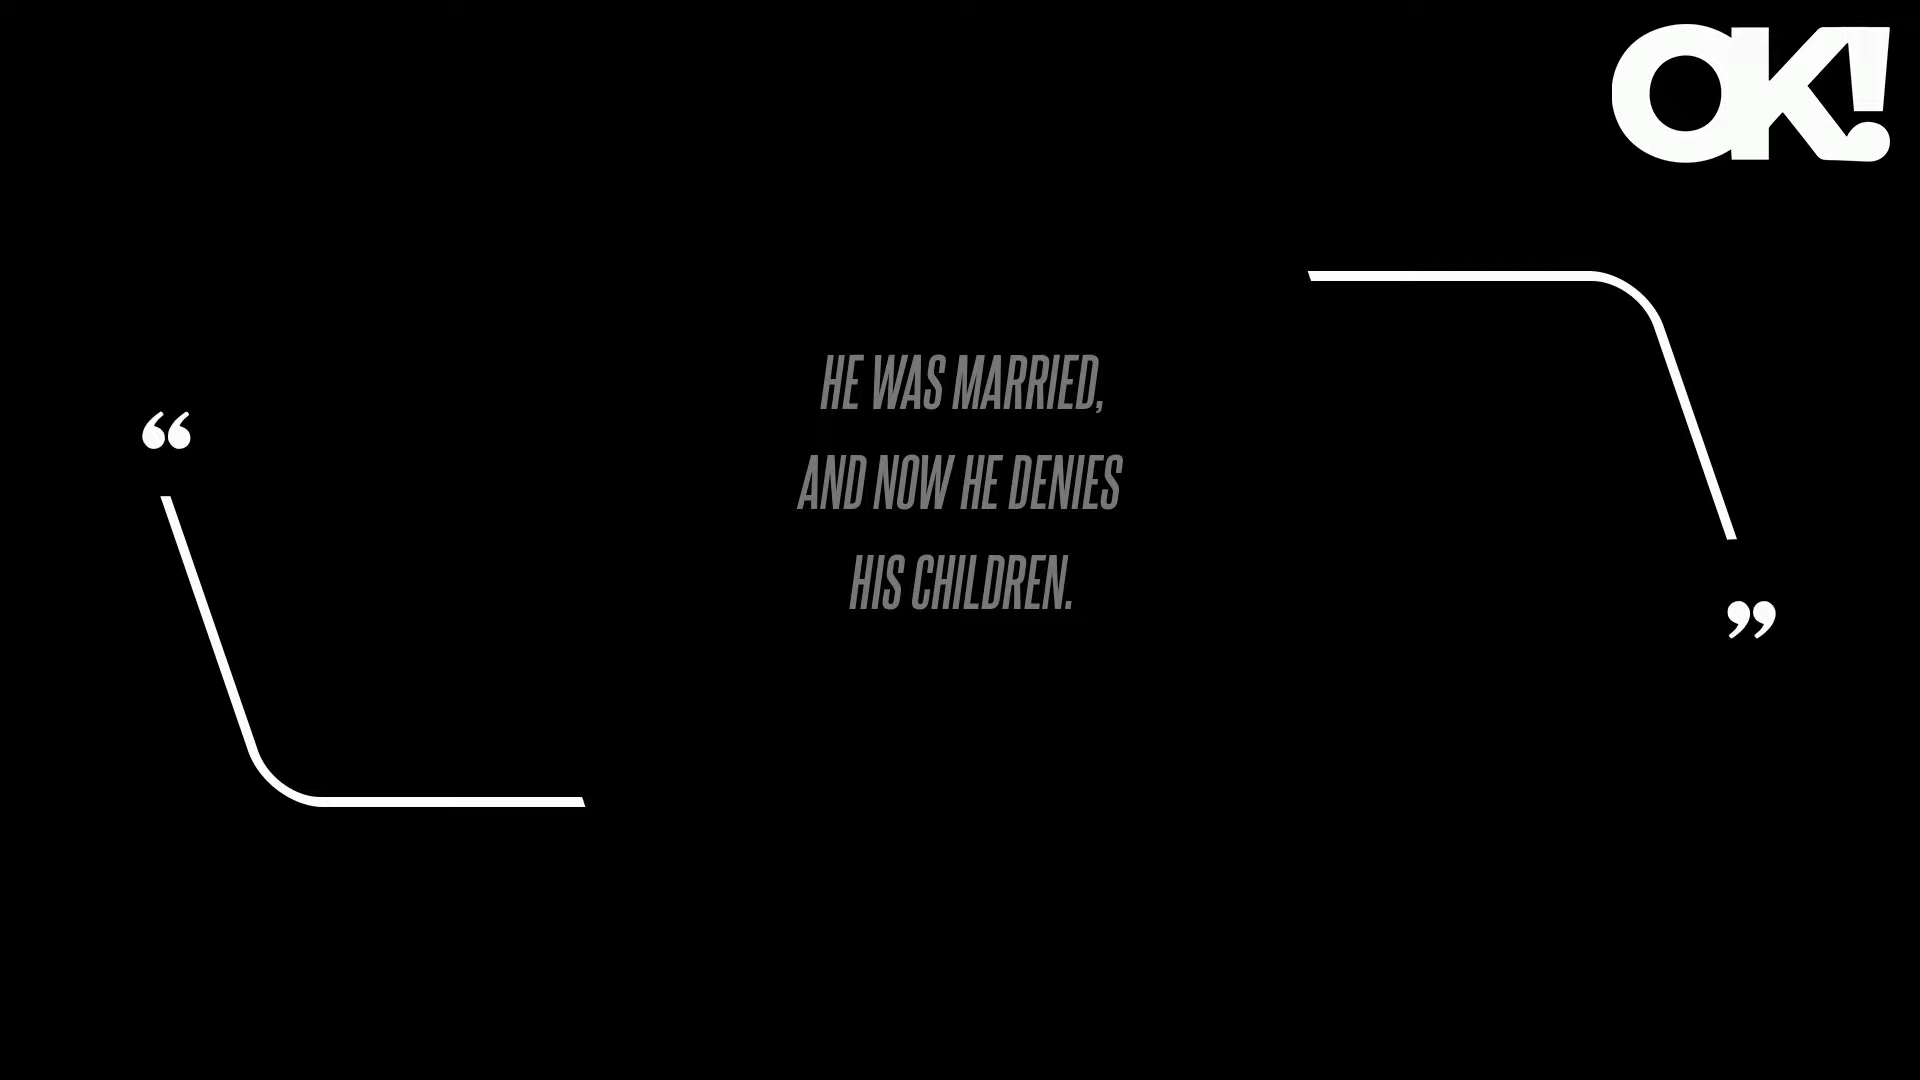 OK!
“
HE WAS MARRIED,
AND NOW HE DENIES
HIS CHILDREN.
”